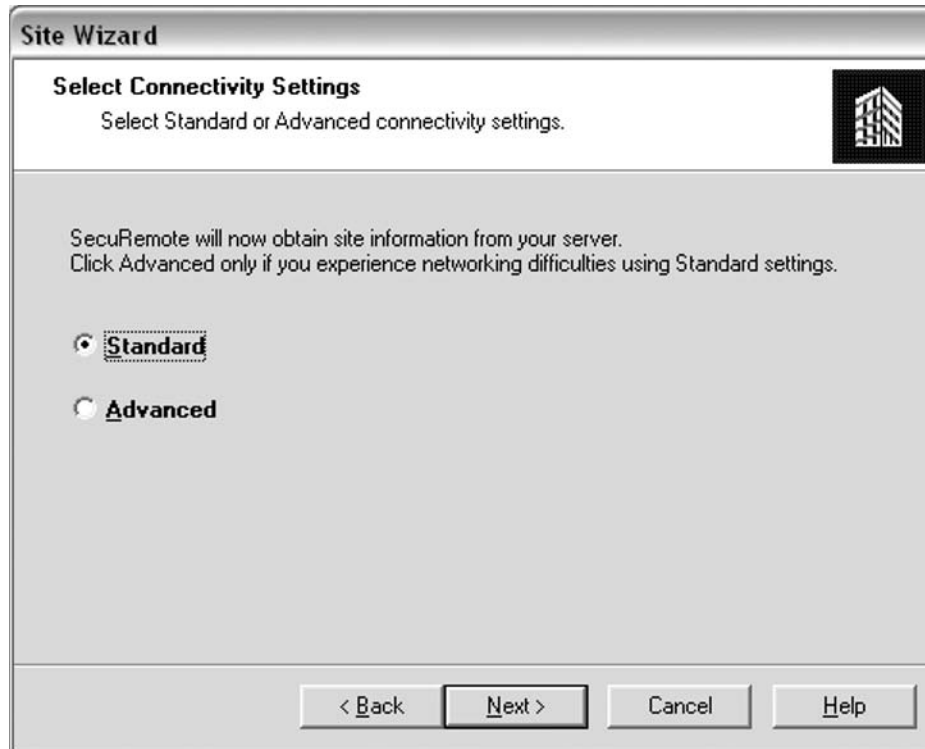 Site Wizard
Select Connectivity Settings
Select Standard or Advanced connectivity settings.
SecuRemote will now obtain site information from your server.
Click Advanced only if you experience networking difficulties using Standard settings.
Standard
Advanced
< Back Next > Cancel Help